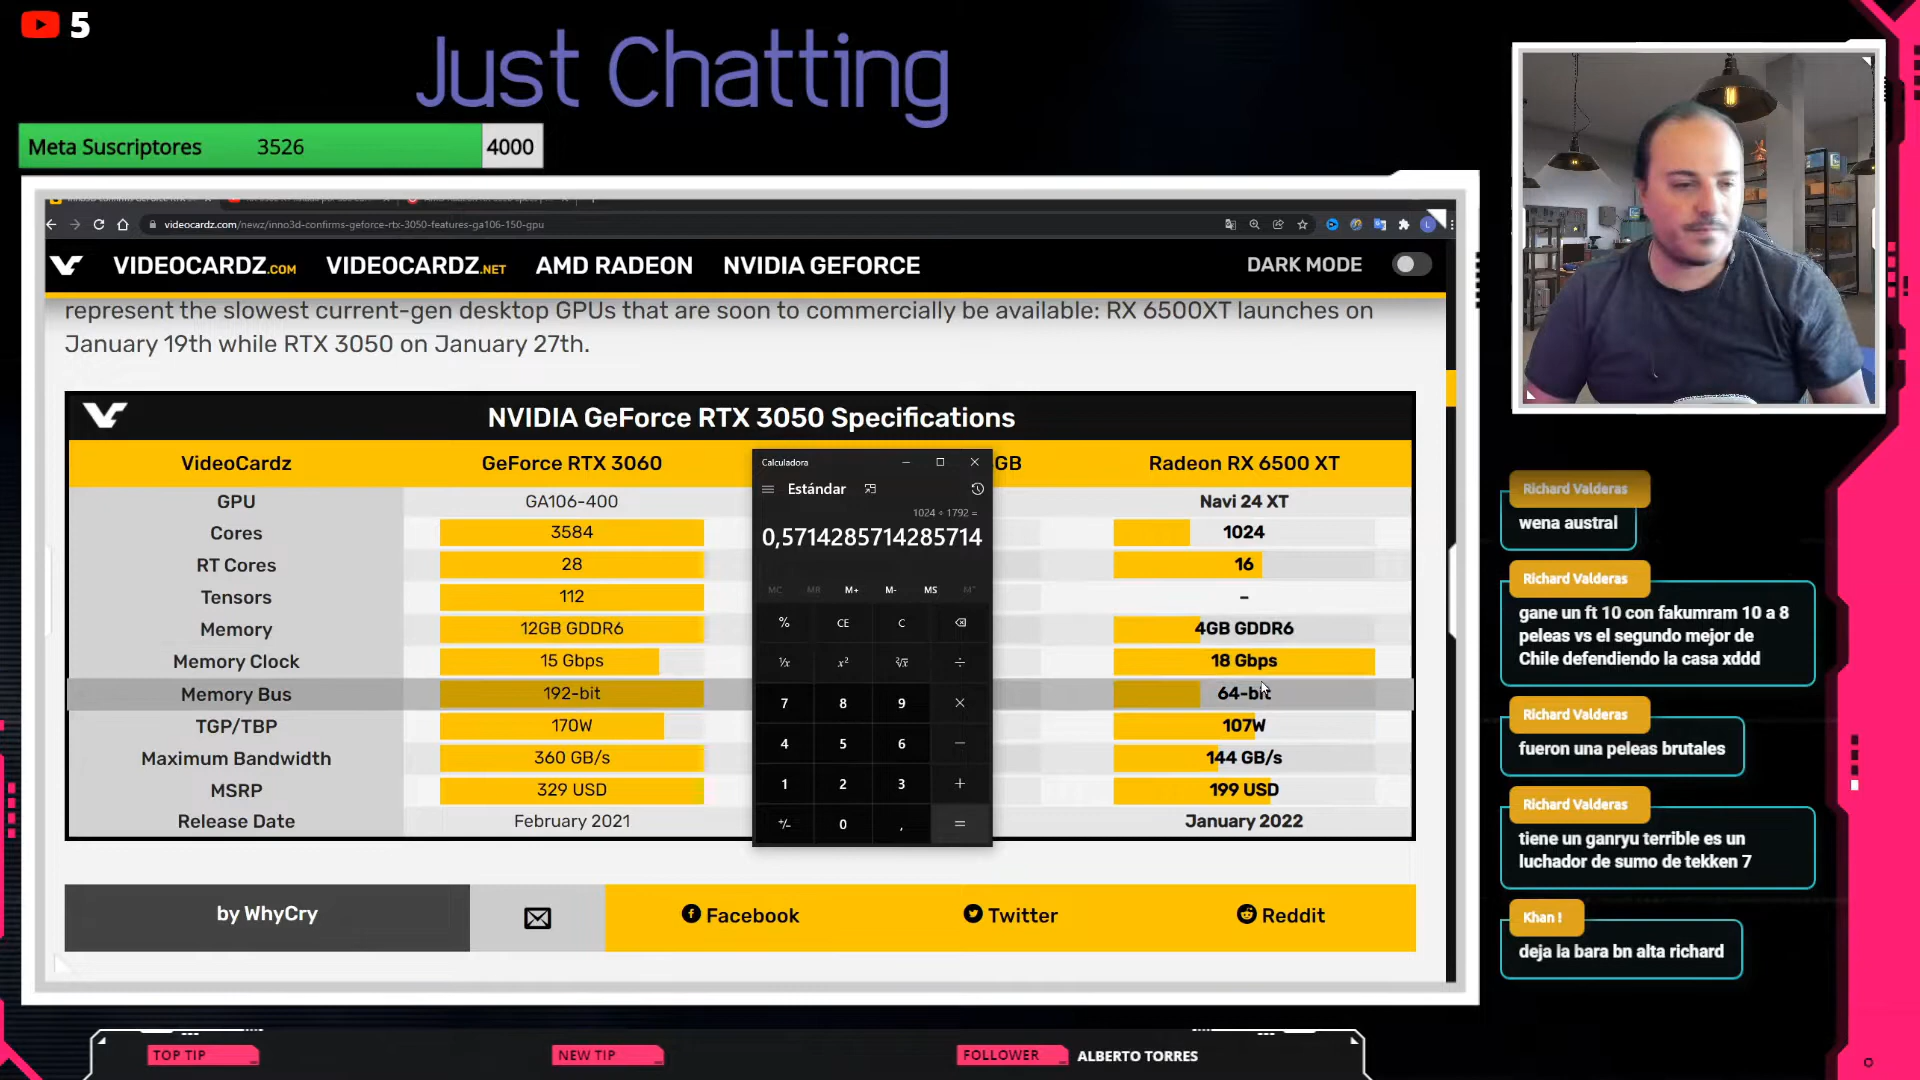 5
Just Chatting
Meta Suscriptores 3526 4000
videocardz.com/newz/inno3d-confirms-geforce-rtx-3050-features-ga106-150-gpu
VIDEOCARDZ.COM VIDEOCARDZ.NET AMD RADEON NVIDIA GEFORCE DARK MODE
represent the slowest current-gen desktop GPUs that are soon to commercially be available: RX 6500XT launches on
January 19th while RTX 3050 on January 27th.
NVIDIA GeForce RTX 3050 Specifications
VideoCardz GeForce RTX 3060 GB Radeon RX 6500 XT
GPU GA106-400 Navi 24 XT
Cores 3584 1024
RT Cores 28 16
Tensors 112 –
Memory 12GB GDDR6 4GB GDDR6
Memory Clock 15 Gbps 18 Gbps
Memory Bus 192-bit 64-bit
TGP/TBP 170W 107W
Maximum Bandwidth 360 GB/s 144 GB/s
MSRP 329 USD 199 USD
Release Date February 2021 January 2022
Calculadora
Estándar
1024 ÷ 1792 =
0,5714285714285714
MC MR M+ M- MS M˅
% CE C
¹/x x² ²√x ÷
7 8 9 ×
4 5 6 −
1 2 3 +
+/- 0 , =
by WhyCry Facebook Twitter Reddit
Richard Valderas
wena austral
Richard Valderas
gane un ft 10 con fakumram 10 a 8
peleas vs el segundo mejor de
Chile defendiendo la casa xddd
Richard Valderas
fueron una peleas brutales
Richard Valderas
tiene un ganryu terrible es un
luchador de sumo de tekken 7
Khan !
deja la bara bn alta richard
TOP TIP NEW TIP FOLLOWER ALBERTO TORRES